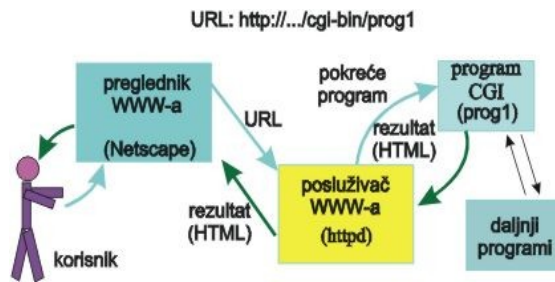 URL: http://.../cgi-bin/prog1
preglednik
WWW-a
(Netscape)
URL
pokreće
program
program
CGI
(prog1)
rezultat
(HTML)
posluživač
WWW-a
(httpd)
rezultat
(HTML)
daljnji
programi
korisnik